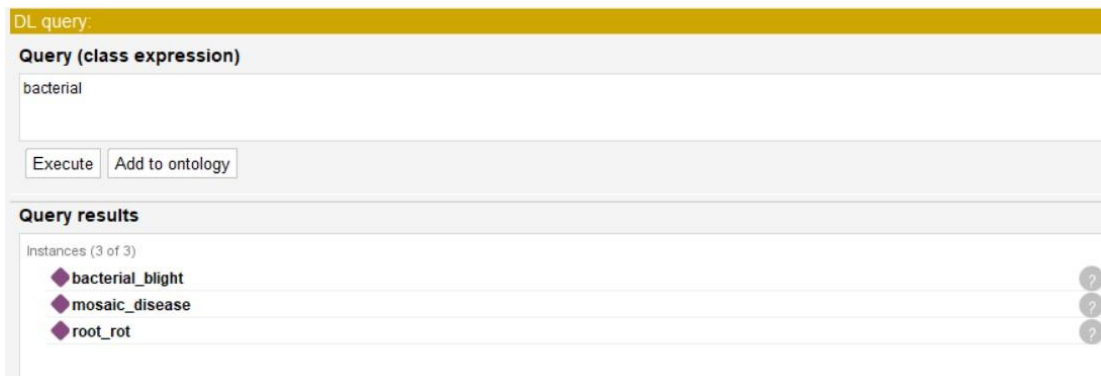 DL query:
Query (class expression)
bacterial
Execute Add to ontology
Query results
Instances (3 of 3)
bacterial_blight
?
mosaic_disease
?
root_rot
?